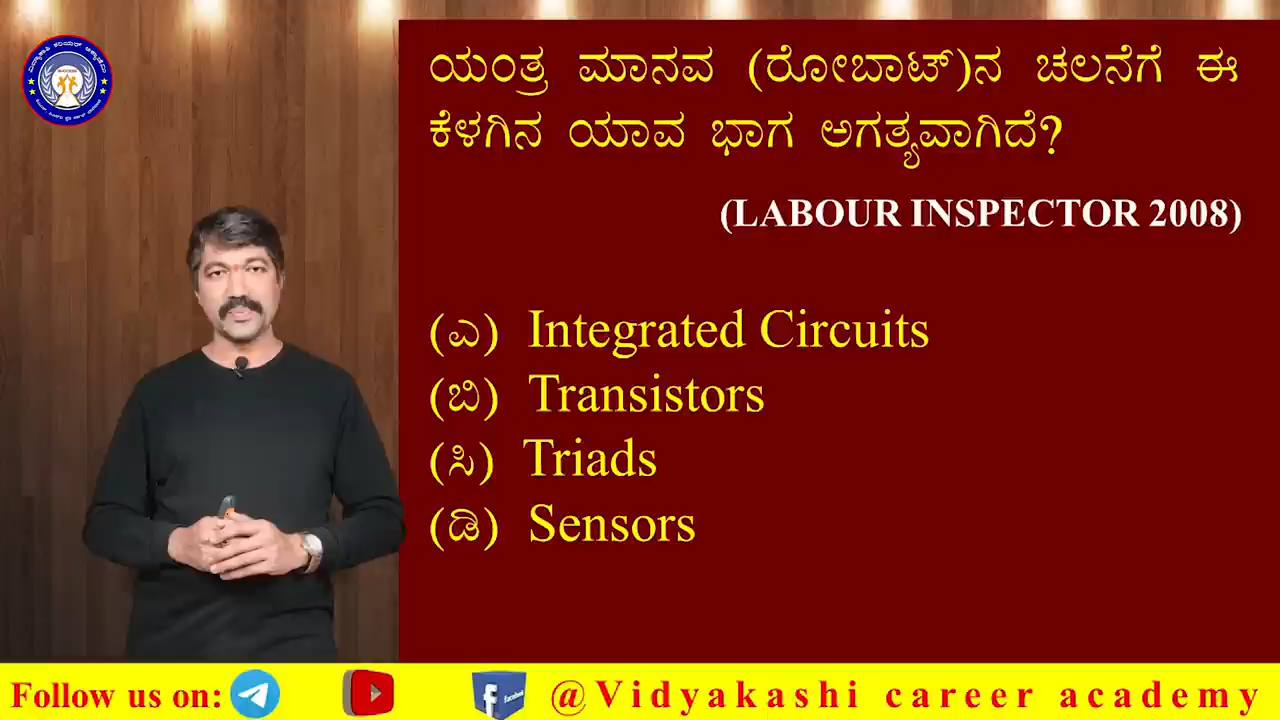 ಯಂತ್ರ ಮಾನವ (ರೋಬಾಟ್)ನ ಚಲನೆಗೆ ಈ
ಕೆಳಗಿನ ಯಾವ ಭಾಗ ಅಗತ್ಯವಾಗಿದೆ?
(LABOUR INSPECTOR 2008)
(ಎ) Integrated Circuits
(ಬಿ) Transistors
(ಸಿ) Triads
(ಡಿ) Sensors
Follow us on:
@Vidyakashi career academy